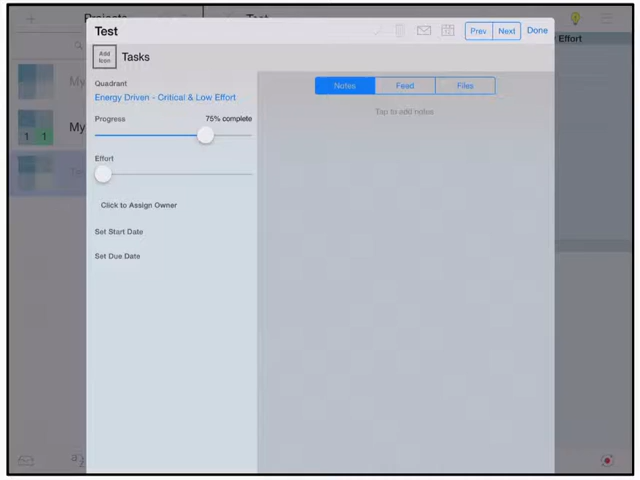 Projects
Test
Test
Prev
Next
Done
Effort
Add
Icon
Tasks
Quadrant
Energy Driven - Critical & Low Effort
Notes
Feed
Files
Progress
75% complete
Tap to add notes
My
1 1
My
Effort
Click to Assign Owner
Set Start Date
Set Due Date